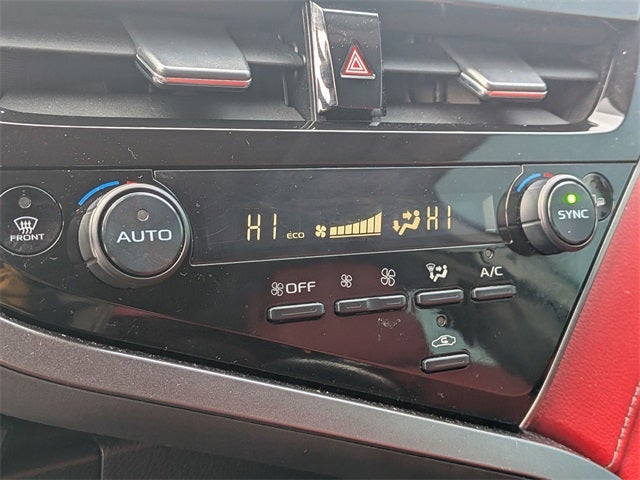 HI ECO HI
SYNC
FRONT
AUTO
OFF
A/C